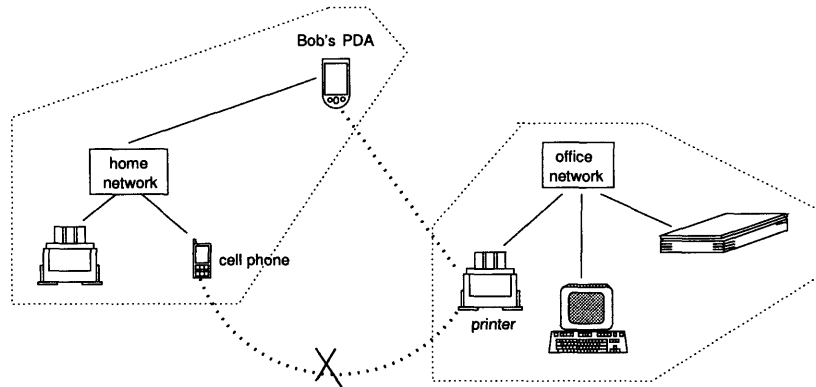 Bob's PDA
home
network
office
network
cell phone
printer